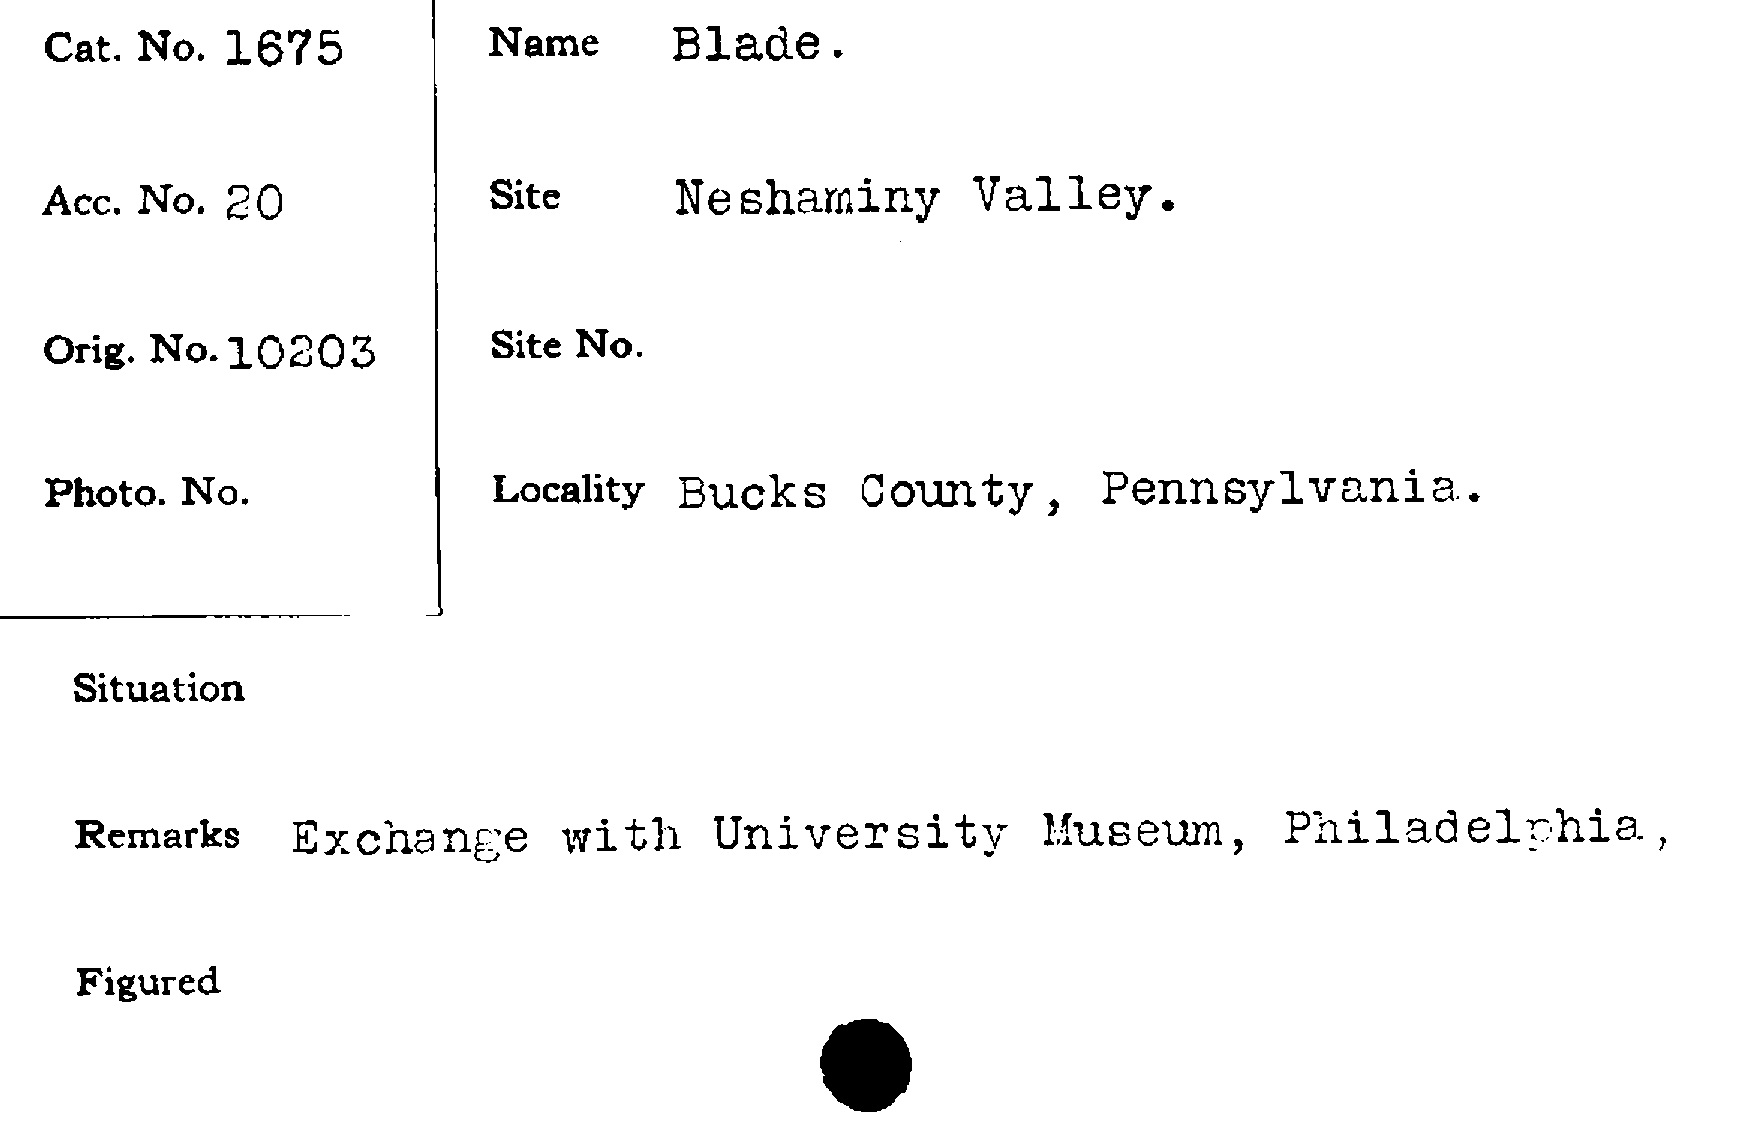 Cat. No. 1675
Name Blade.
Acc. No. 20
Site Neshaminy Valley.
Orig. No. 10203
Site No.
Photo. No.
Locality Bucks County, Pennsylvania.
Situation
Remarks Exchange with University Museum, Philadelphia,
Figured